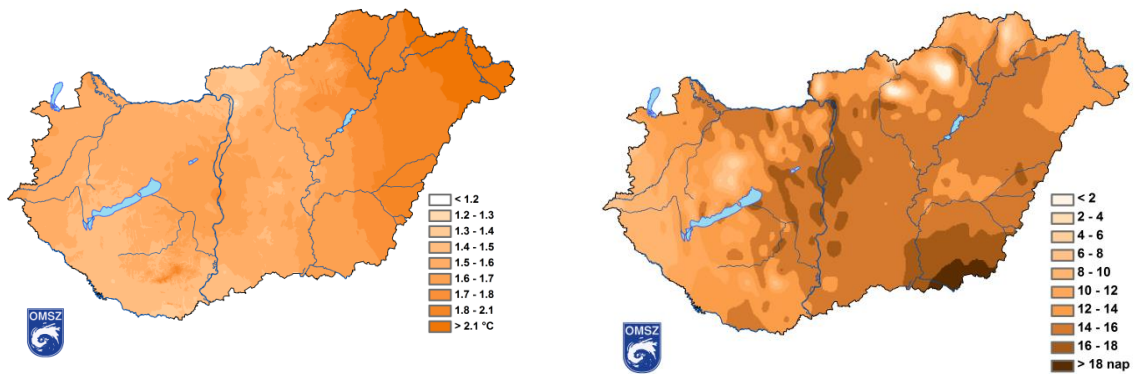 < 1.2
1.2 - 1.3
1.3 - 1.4
1.4 - 1.5
1.5 - 1.6
1.6 - 1.7
1.7 - 1.8
1.8 - 2.1
> 2.1 °C
OMSZ
< 2
2 - 4
4 - 6
6 - 8
8 - 10
10 - 12
12 - 14
14 - 16
16 - 18
> 18 nap
OMSZ